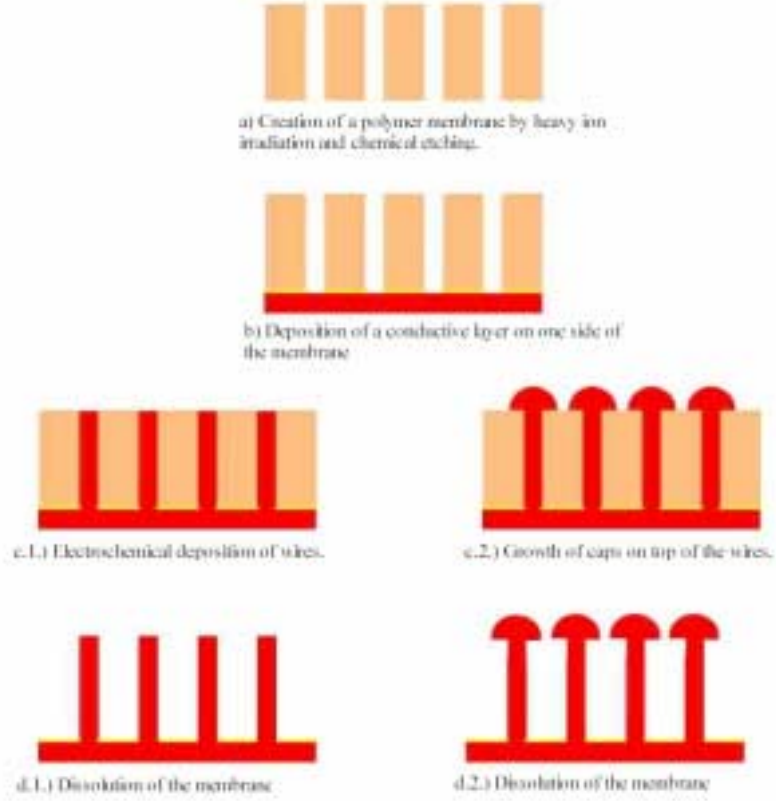 a) Creation of a polymer membrane by heavy ion
irradiation and chemical etching.
b) Deposition of a conductive layer on one side of
the membrane
c.1.) Electrochemical deposition of wires.
c.2.) Growth of caps on top of the wires.
d.1.) Dissolution of the membrane
d.2.) Dissolution of the membrane